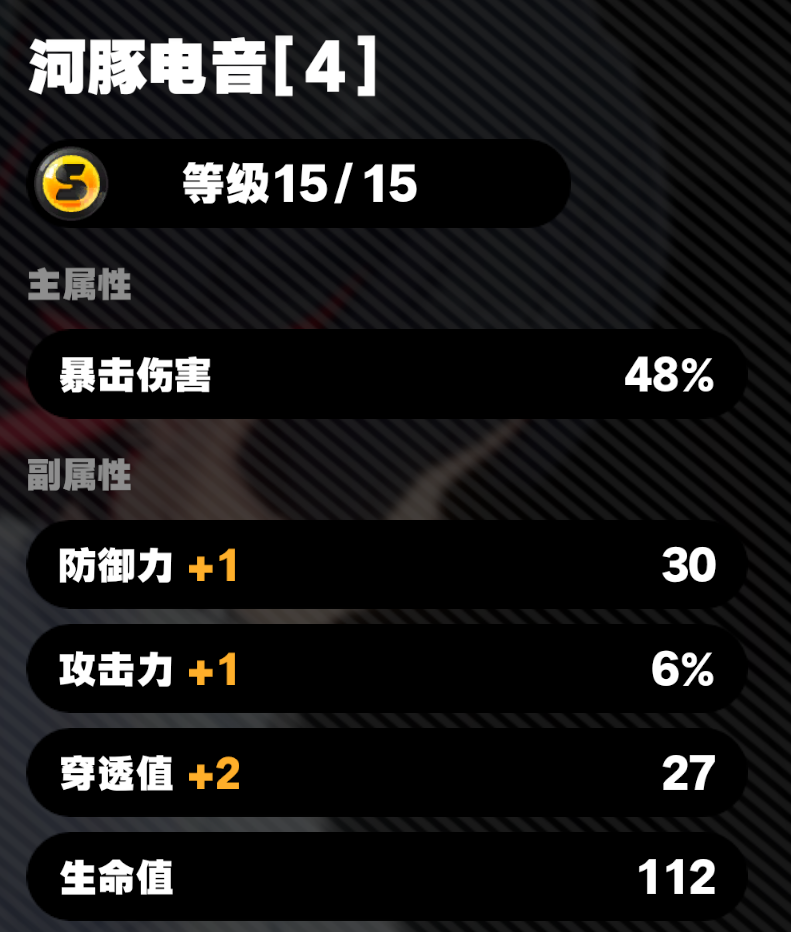 河豚电音[4]
S 等级15/15
主属性
暴击伤害 48%
副属性
防御力 +1 30
攻击力 +1 6%
穿透值 +2 27
生命值 112